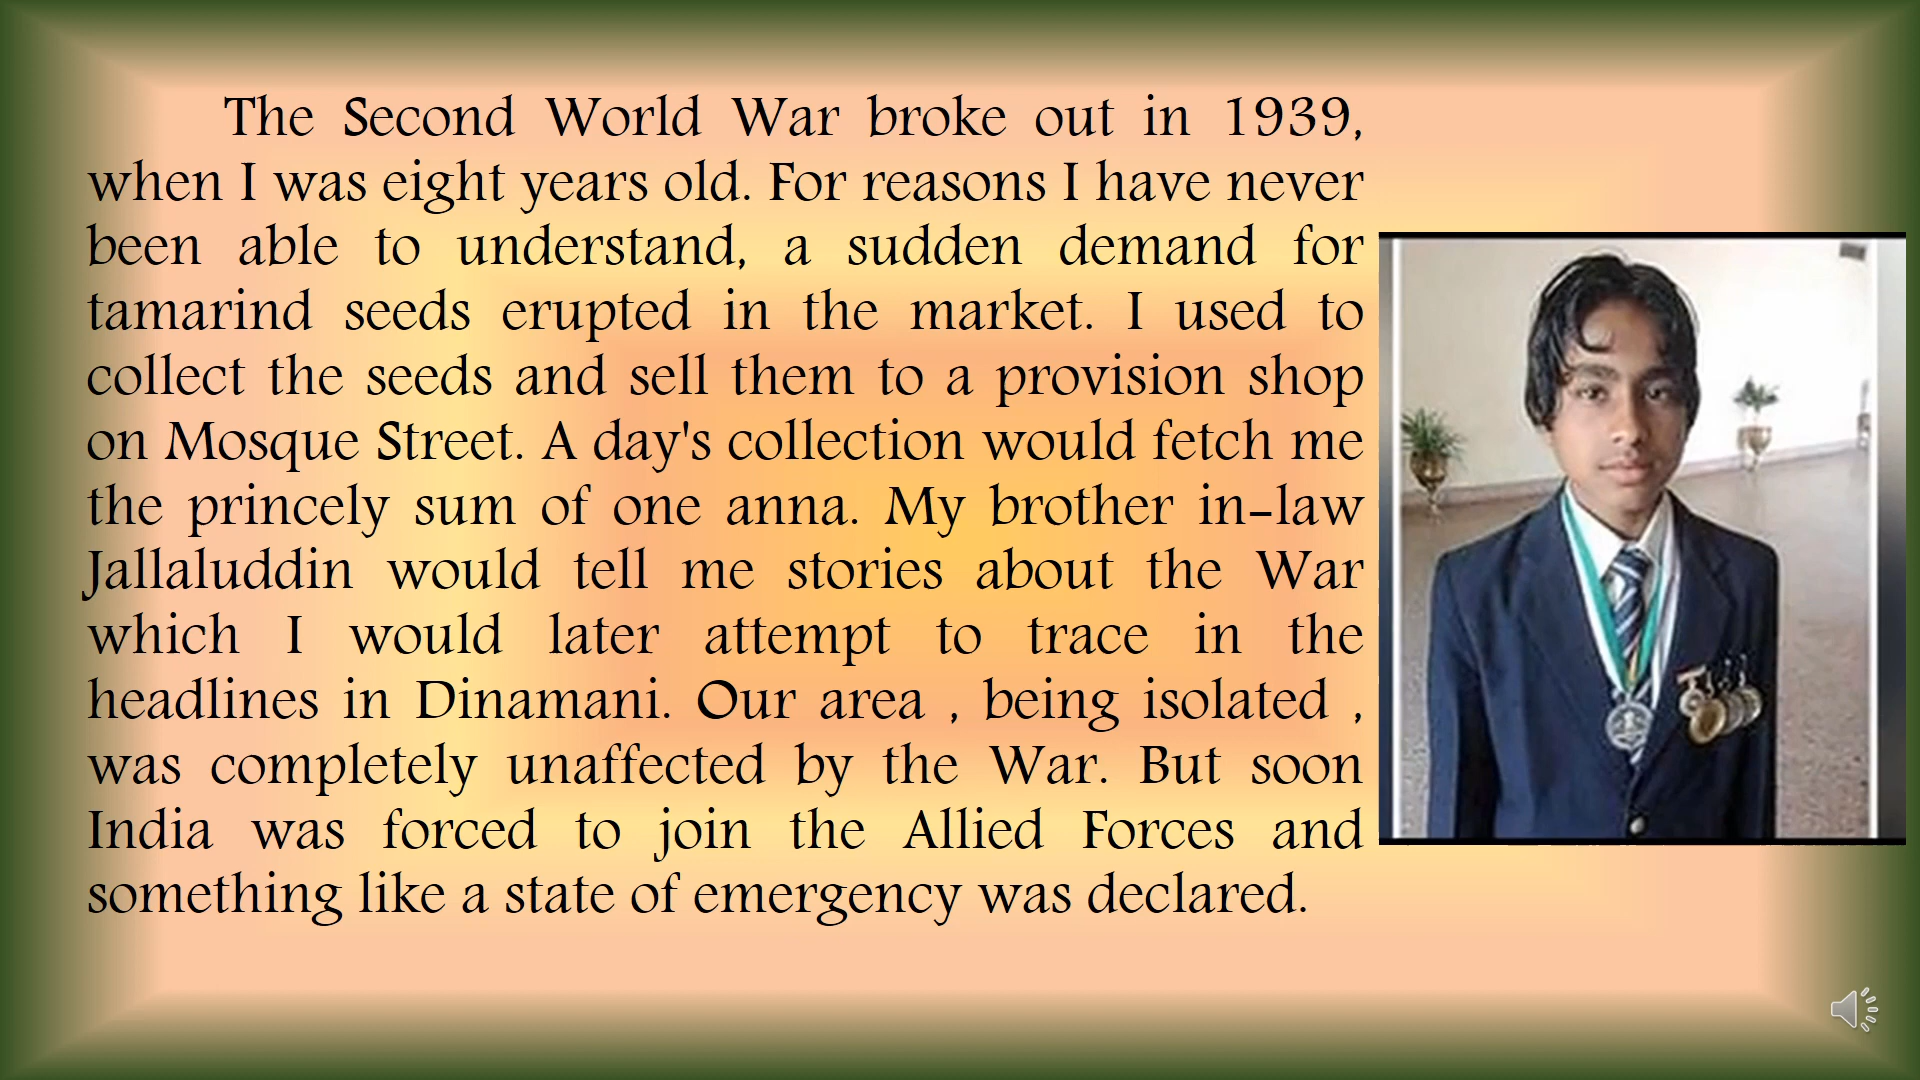 The Second World War broke out in 1939,
when I was eight years old. For reasons I have never
been able to understand, a sudden demand for
tamarind seeds erupted in the market. I used to
collect the seeds and sell them to a provision shop
on Mosque Street. A day's collection would fetch me
the princely sum of one anna. My brother in-law
Jallaluddin would tell me stories about the War
which I would later attempt to trace in the
headlines in Dinamani. Our area , being isolated ,
was completely unaffected by the War. But soon
India was forced to join the Allied Forces and
something like a state of emergency was declared.